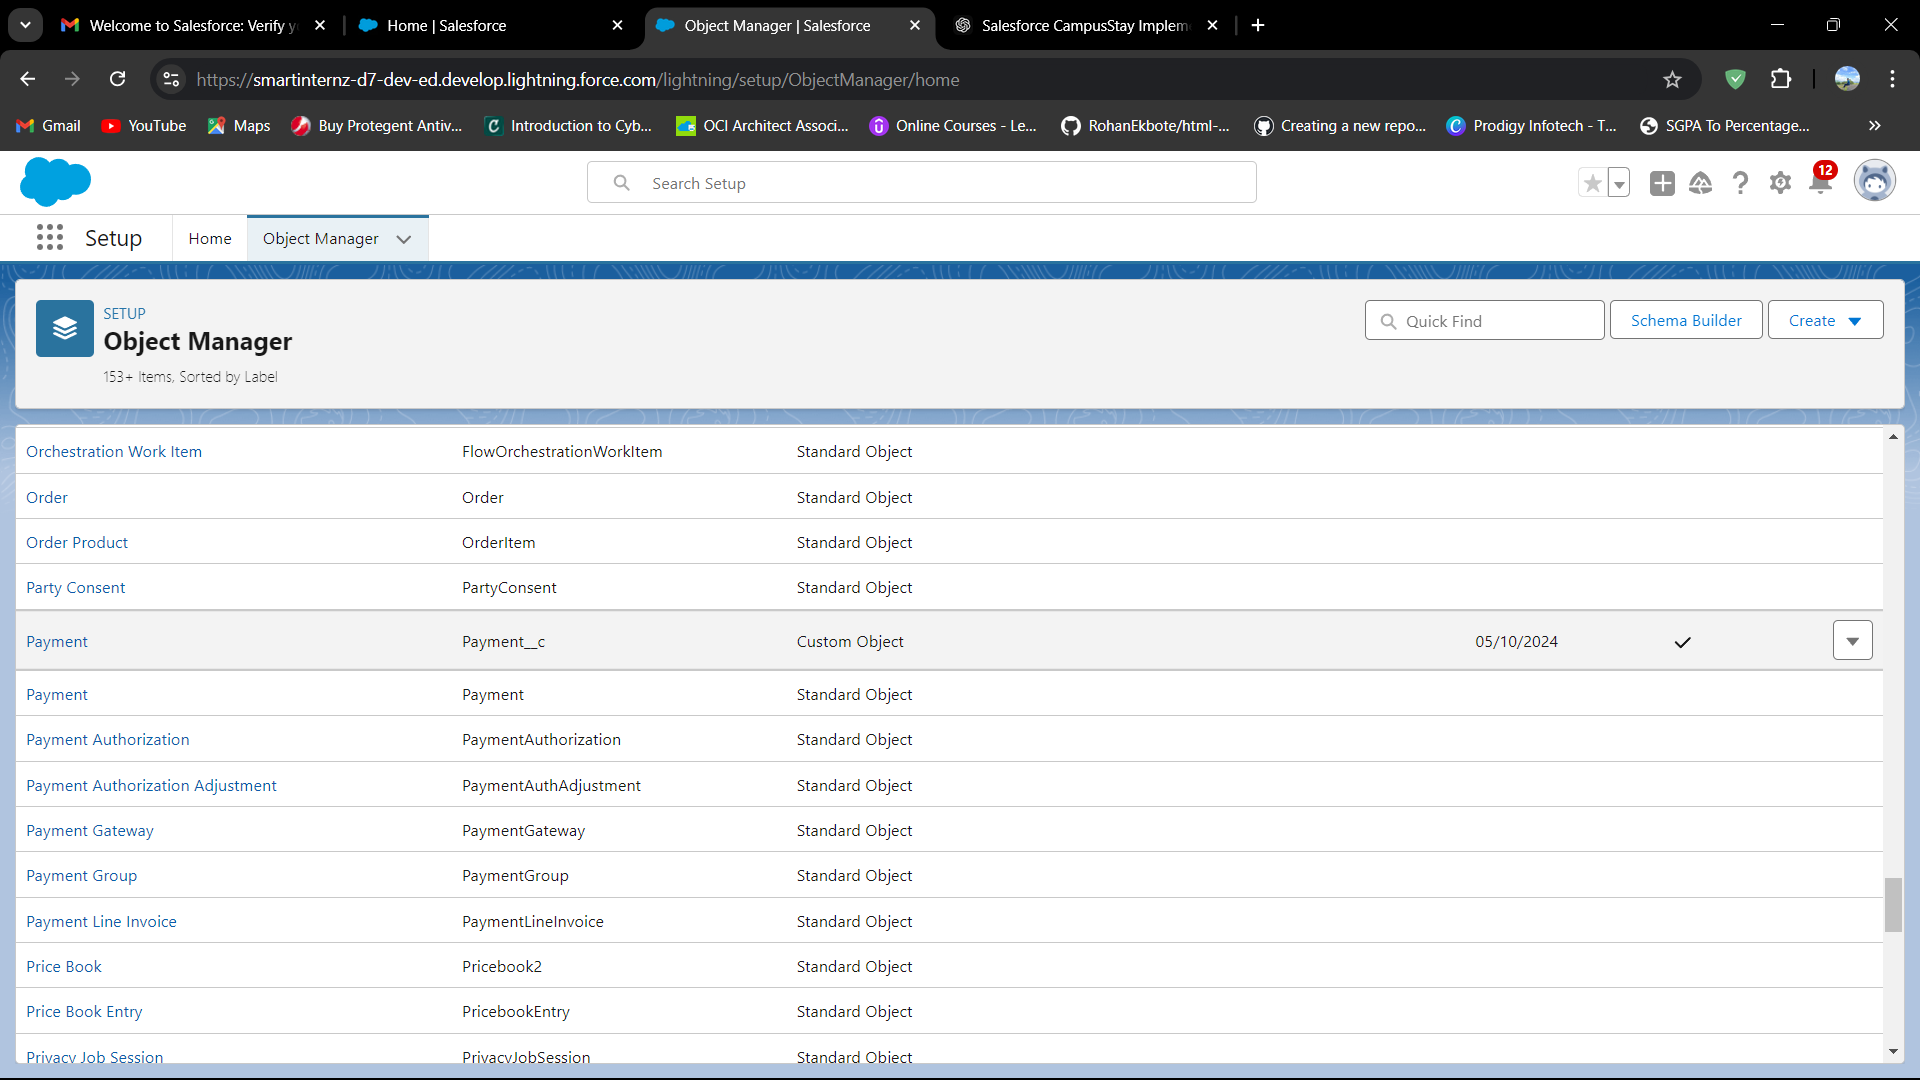 Welcome to Salesforce: Verify y
Home | Salesforce
Object Manager | Salesforce
Salesforce CampusStay Implem
https://smartinternz-d7-dev-ed.develop.lightning.force.com/lightning/setup/ObjectManager/home
Gmail
YouTube
Maps
Buy Protegent Antiv...
Introduction to Cyb...
OCI Architect Associ...
Online Courses - Le...
RohanEkbote/html-...
Creating a new repo...
Prodigy Infotech - T...
SGPA To Percentage...
Search Setup
12
Setup
Home
Object Manager
SETUP
Object Manager
153+ Items, Sorted by Label
Quick Find
Schema Builder
Create
Orchestration Work Item FlowOrchestrationWorkItem Standard Object
Order Order Standard Object
Order Product OrderItem Standard Object
Party Consent PartyConsent Standard Object
Payment Payment__c Custom Object 05/10/2024
Payment Payment Standard Object
Payment Authorization PaymentAuthorization Standard Object
Payment Authorization Adjustment PaymentAuthAdjustment Standard Object
Payment Gateway PaymentGateway Standard Object
Payment Group PaymentGroup Standard Object
Payment Line Invoice PaymentLineInvoice Standard Object
Price Book Pricebook2 Standard Object
Price Book Entry PricebookEntry Standard Object
Privacy Job Session PrivacyJobSession Standard Object